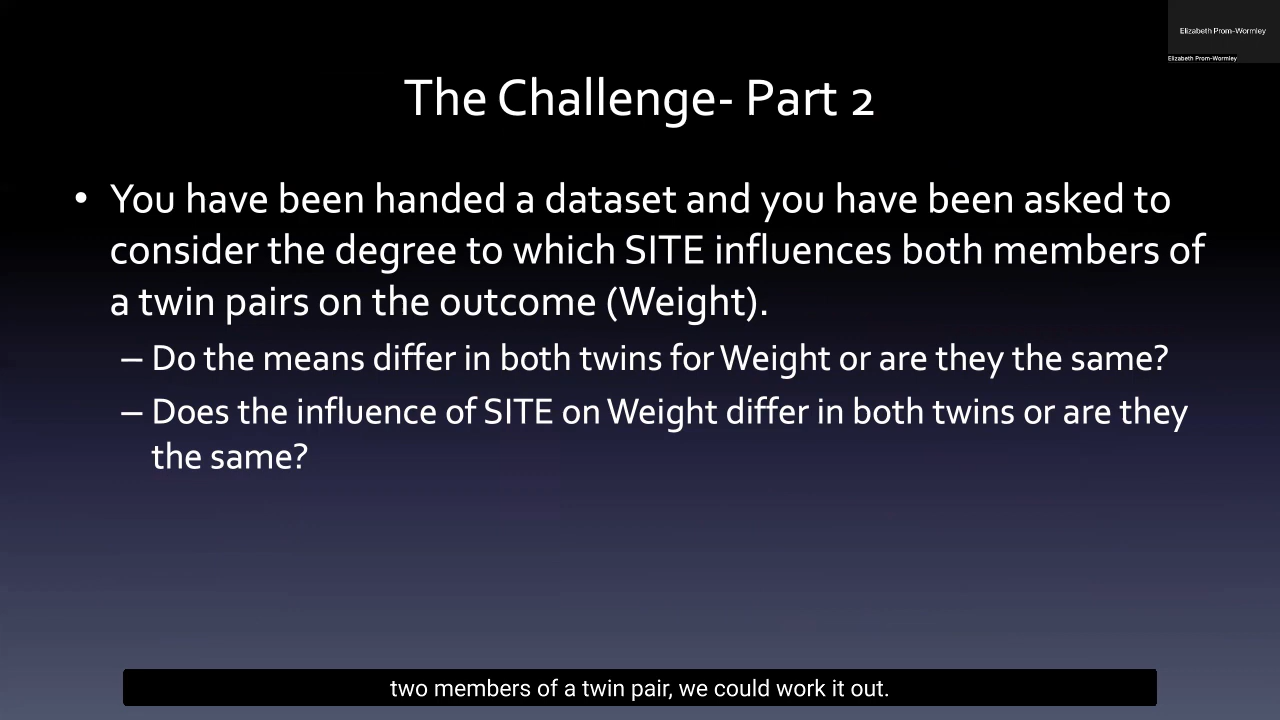 Elizabeth Prom-Wormley
Elizabeth Prom-Wormley
The Challenge- Part 2
• You have been handed a dataset and you have been asked to
consider the degree to which SITE influences both members of
a twin pairs on the outcome (Weight).
– Do the means differ in both twins for Weight or are they the same?
– Does the influence of SITE on Weight differ in both twins or are they
the same?
two members of a twin pair, we could work it out.